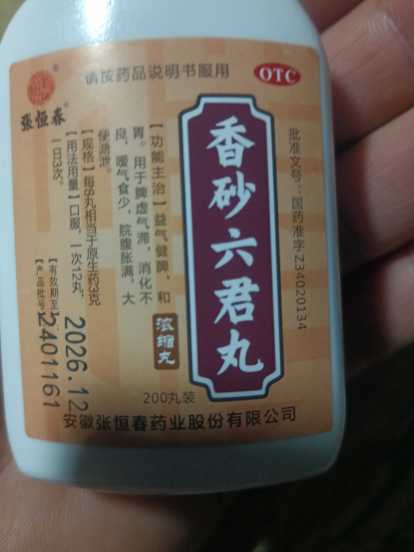 请按药品说明书服用
OTC
张恒春
批准文号:国药准字Z34020134
香砂六君丸
浓缩丸
【功能主治】益气健脾,和
胃。用于脾虚气滞,消化不
良,嗳气食少,脘腹胀满,大
便溏泄。
【规格】每8丸相当于原生药3克
【用法用量】口服,一次12丸,
一日3次。
【有效期至】
2026.12
【产品批号】
2401161
200丸装
安徽张恒春药业股份有限公司